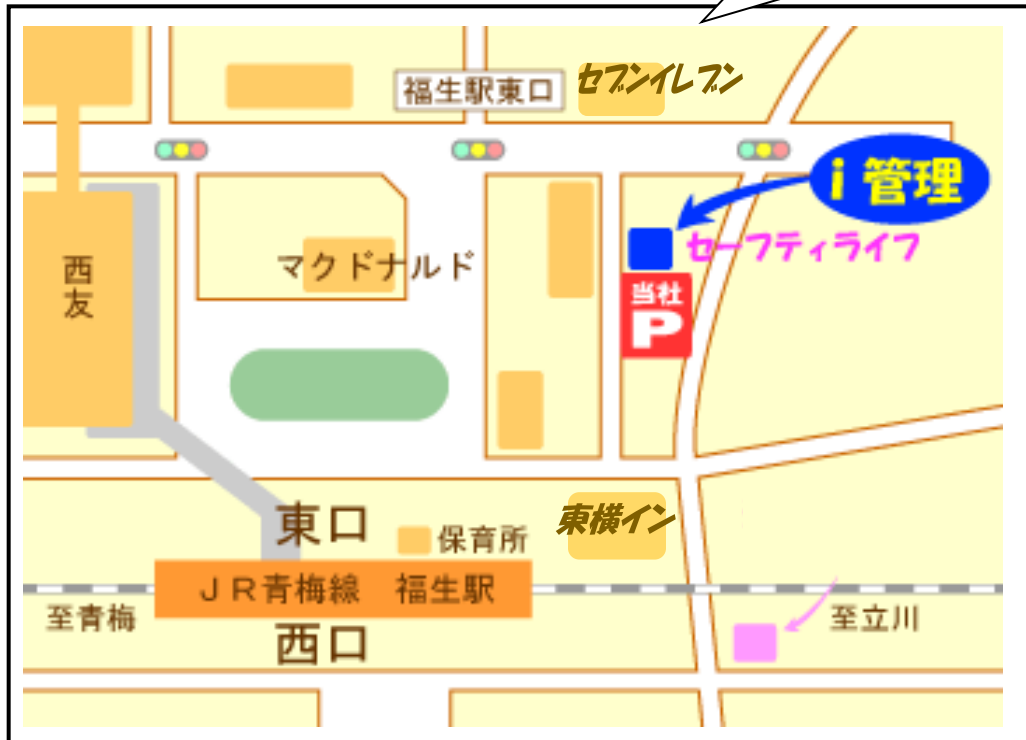 福生駅東口
セブンイレブン
i 管理
セーフティライフ
西友
マクドナルド
当社
P
東口
保育所
東横イン
JR青梅線 福生駅
至青梅
至立川
西口